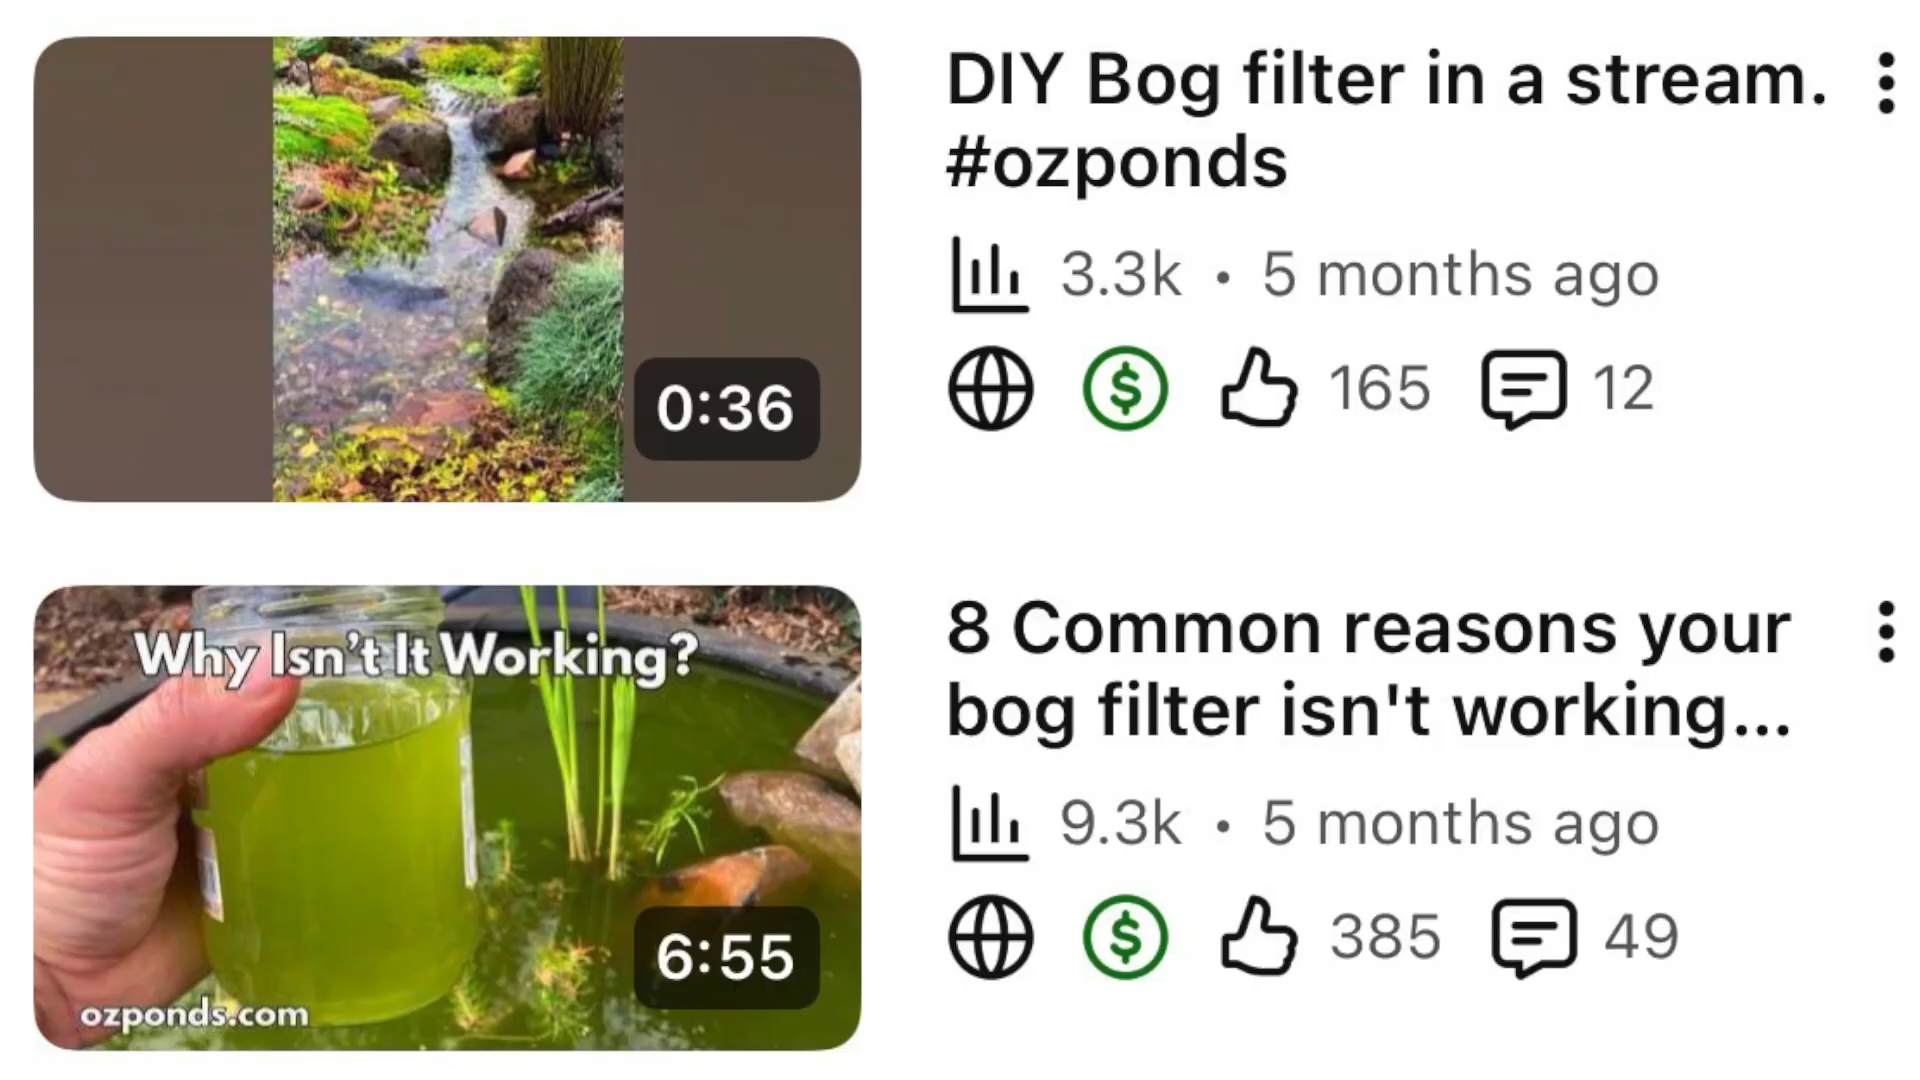 0:36
DIY Bog filter in a stream.
#ozponds
3.3k • 5 months ago
165 12
Why Isn't It Working?
6:55
ozponds.com
8 Common reasons your
bog filter isn't working...
9.3k • 5 months ago
385 49